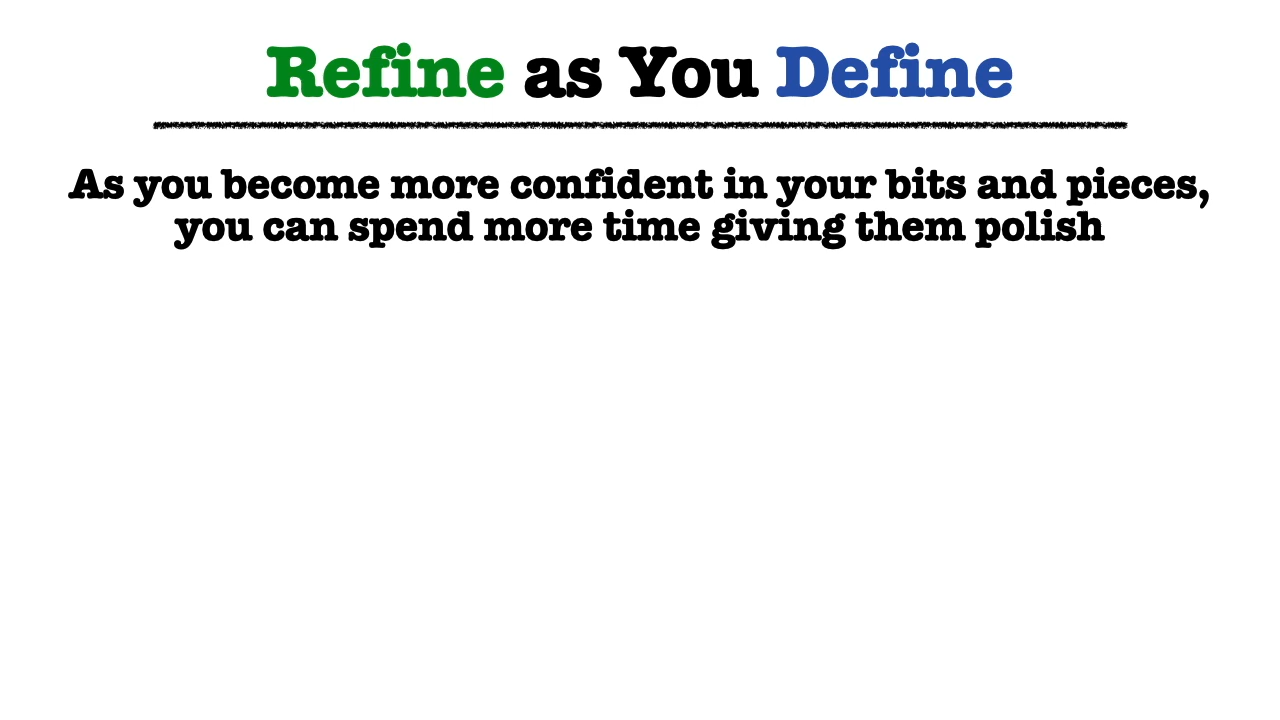 Refine as You Define
As you become more confident in your bits and pieces,
you can spend more time giving them polish